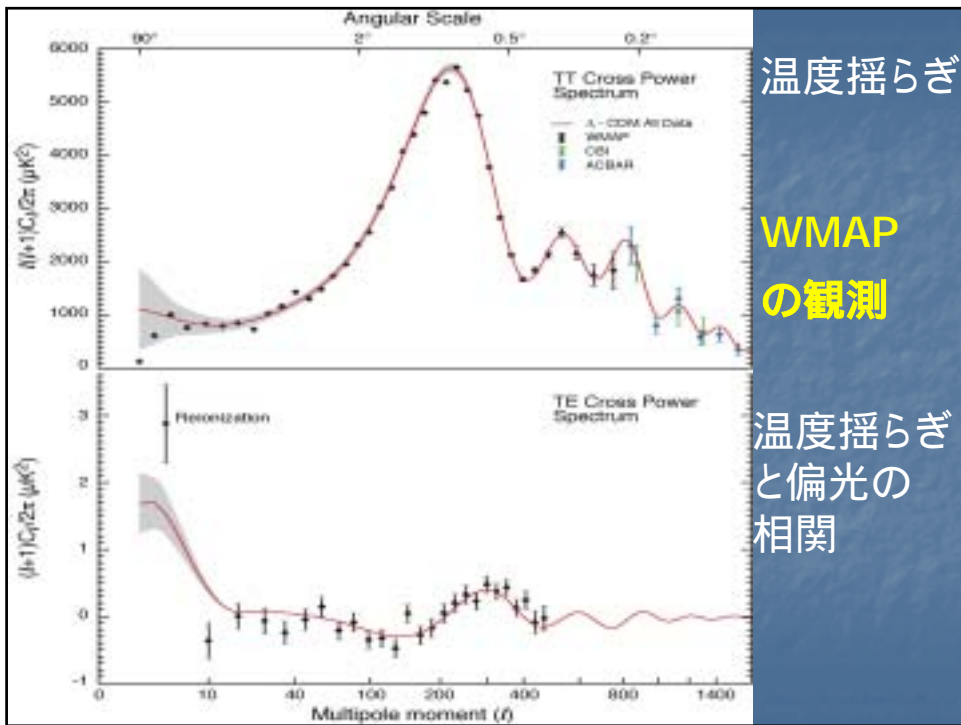 Angular Scale
90° 2° 0.5° 0.2°
6000
5000
4000
3000
2000
1000
0
l(l+1)Cl/2π (μK²)
TT Cross Power
Spectrum
Λ - CDM All Data
WMAP
CBI
ACBAR
温度揺らぎ
WMAP
の観測
3
2
1
0
-1
(l+1)Cl/2π (μK²)
Reionization
TE Cross Power
Spectrum
温度揺らぎ
と偏光の
相関
0 10 40 100 200 400 800 1400
Multipole moment (l)